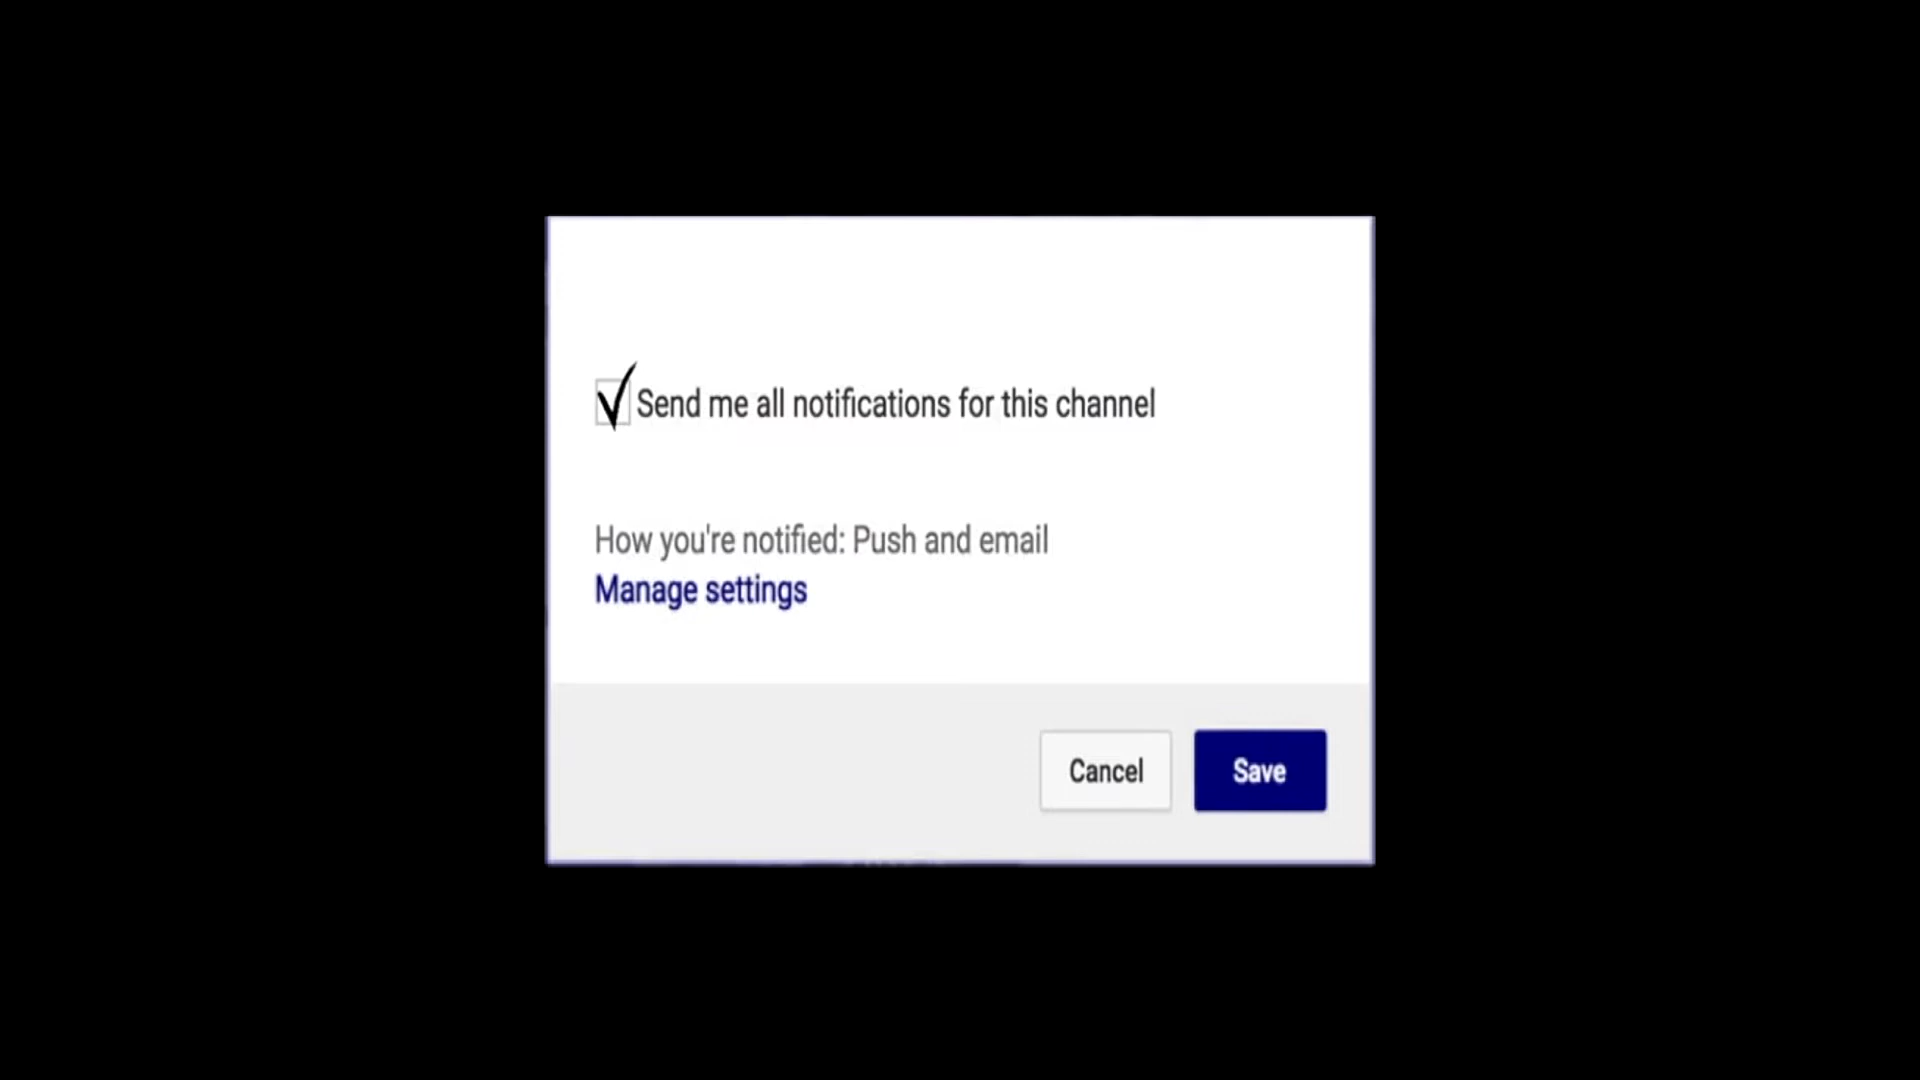 Send me all notifications for this channel
How you're notified: Push and email
Manage settings
Cancel Save